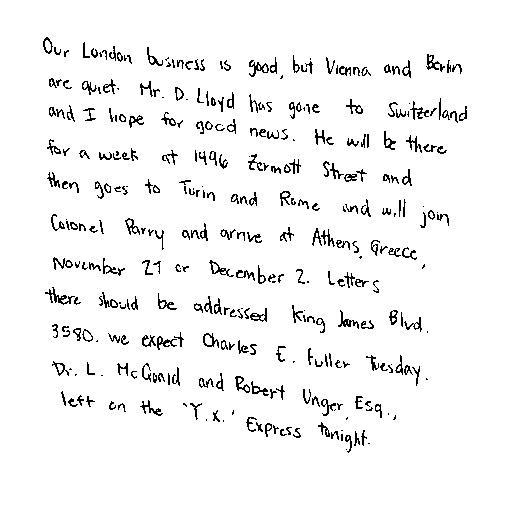 Our London business is good, but Vienna and Berlin
are quiet. Mr. D. Lloyd has gone to Switzerland
and I hope for good news. He will be there
for a week at 1496 Zermott Street and
then goes to Turin and Rome and will join
Colonel Parry and arrive at Athens, Greece,
November 27 or December 2. Letters
there should be addressed King James Blvd.
3580. We expect Charles E. Fuller Tuesday.
Dr. L. McQuaid and Robert Unger, Esq.,
left on the 'Y.X.' Express tonight.